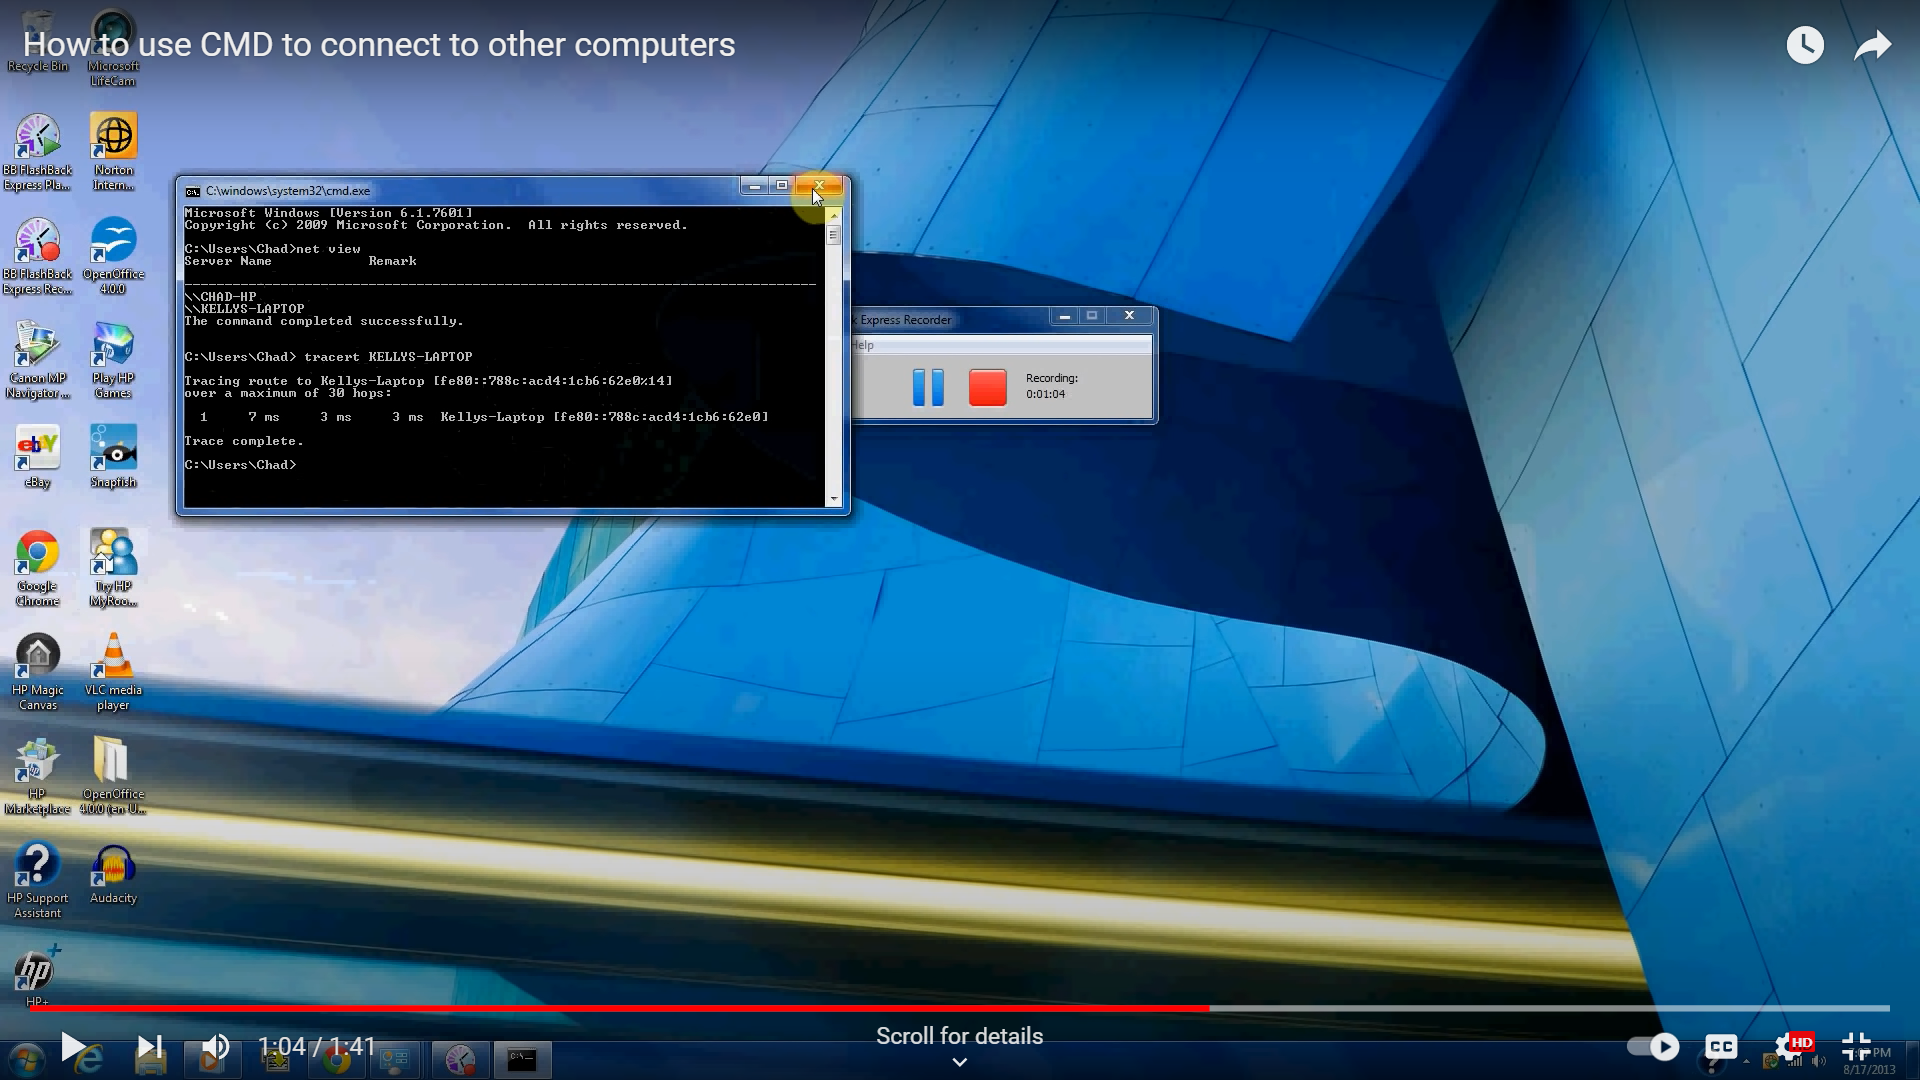 How to use CMD to connect to other computers
Recycle Bin
Microsoft
LifeCam
BB FlashBack
Express Pla...
Norton
Intern...
BB FlashBack
Express Rec...
OpenOffice
4.0.0
Canon MP
Navigator ...
Play HP
Games
eBay
Snapfish
Google
Chrome
Try HP
MyRoo...
HP Magic
Canvas
VLC media
player
HP
Marketplace
OpenOffice
4.0.0 (en-U...
HP Support
Assistant
Audacity
HP+
C:\windows\system32\cmd.exe
Microsoft Windows [Version 6.1.7601]
Copyright (c) 2009 Microsoft Corporation.  All rights reserved.
C:\Users\Chad>net view
Server Name            Remark
-------------------------------------------------------------------------------
\\CHAD-HP
\\KELLYS-LAPTOP
The command completed successfully.
C:\Users\Chad> tracert KELLYS-LAPTOP
Tracing route to Kellys-Laptop [fe80::788c:acd4:1cb6:62e0%14]
over a maximum of 30 hops:
  1     7 ms     3 ms     3 ms  Kellys-Laptop [fe80::788c:acd4:1cb6:62e0]
Trace complete.
C:\Users\Chad>
Express Recorder
Help
Recording:
0:01:04
Scroll for details
1:04 / 1:41
CC
HD
PM
8/17/2013